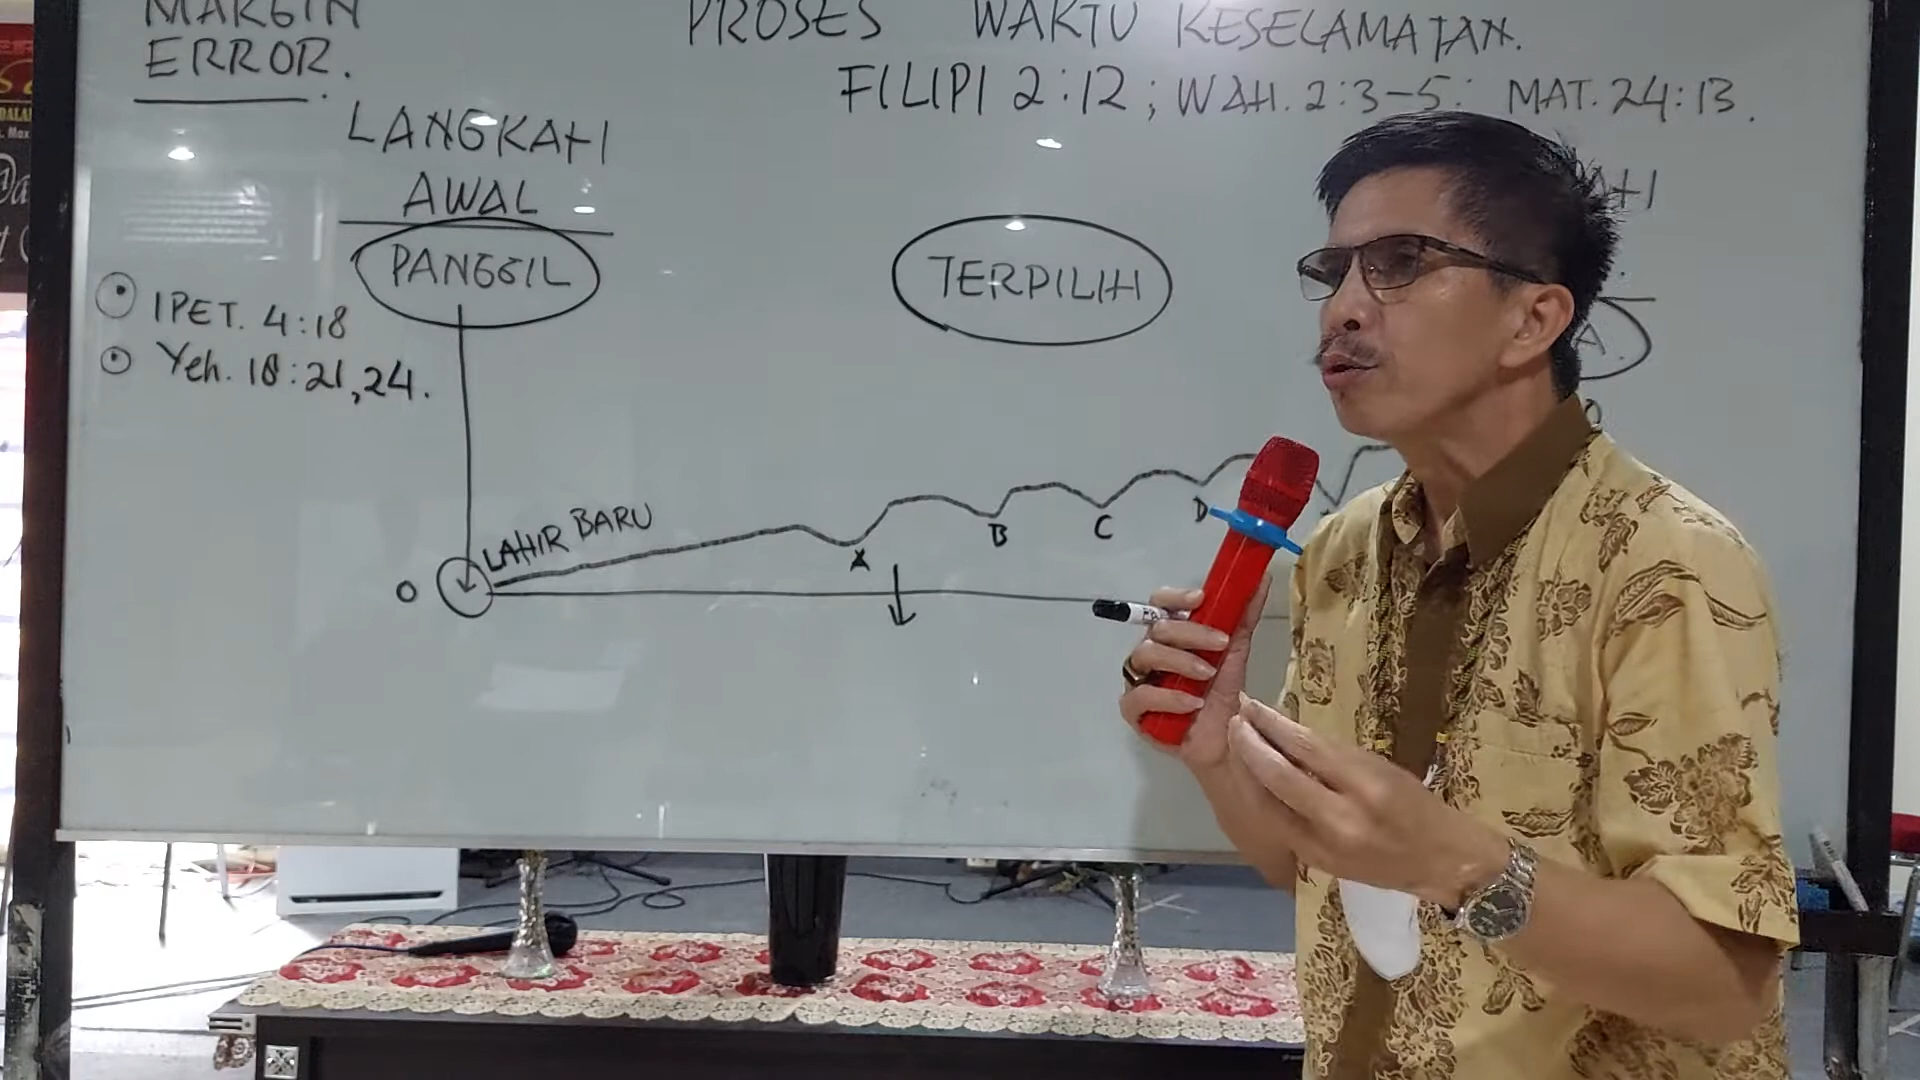 MARGIN
ERROR.
PROSES WAKTU KESELAMATAN.
FILIPI 2:12; WAH. 2:3-5: MAT. 24:13.
LANGKAH
AWAL
PANGGIL
TERPILIH
1PET. 4:18
Yeh. 18:21,24.
LAHIR BARU
A
B
C
D
O